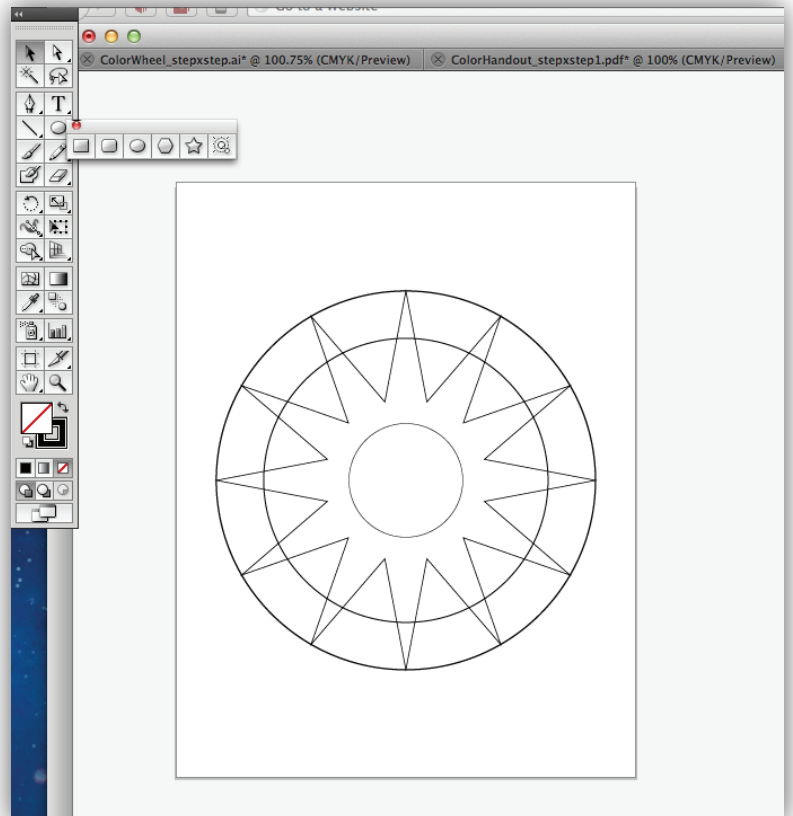 Go to a website
ColorWheel_stepxstep.ai* @ 100.75% (CMYK/Preview)
ColorHandout_stepxstep1.pdf* @ 100% (CMYK/Preview)
T